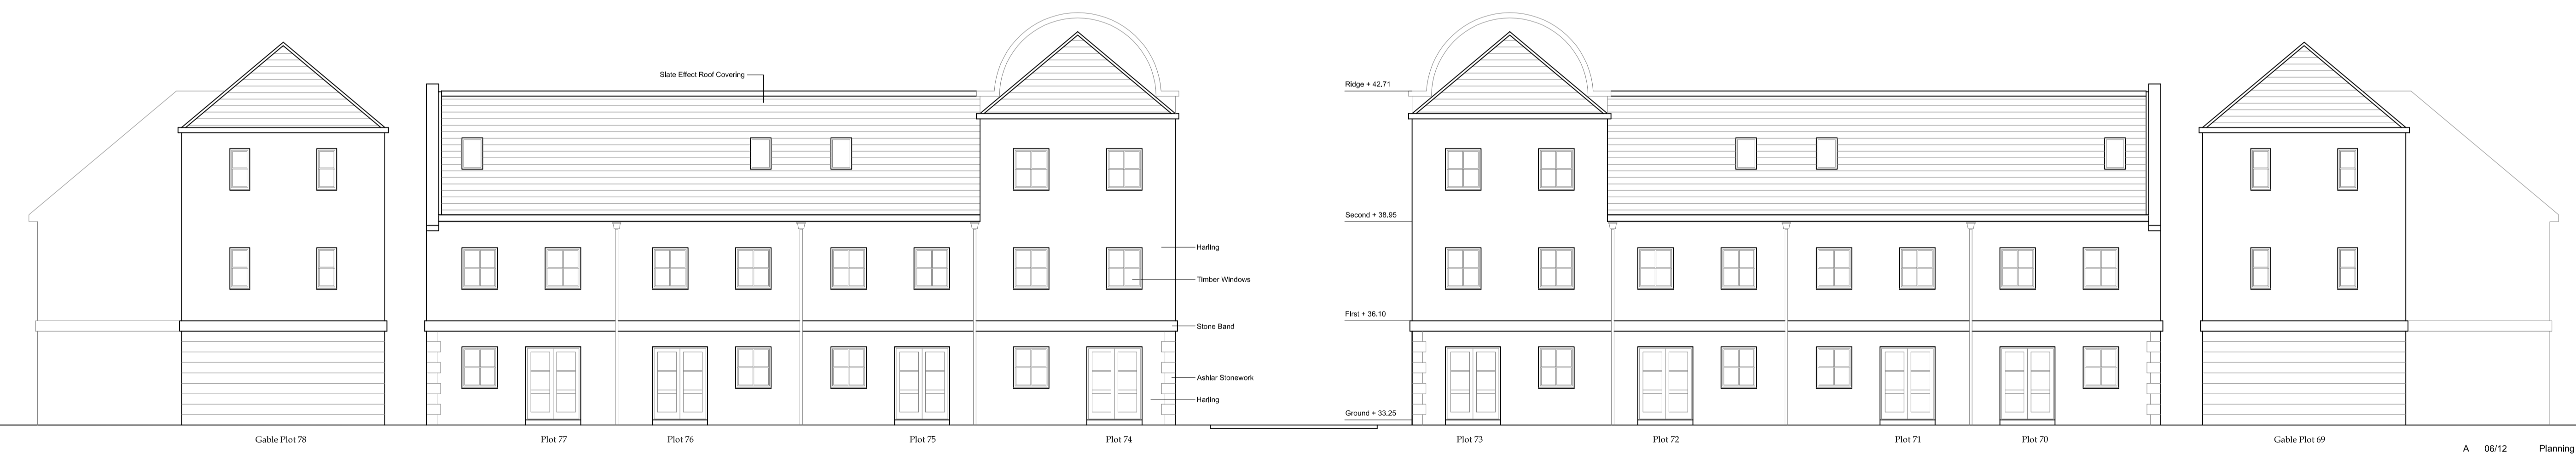 Slate Effect Roof Covering
Ridge + 42.71
Second + 38.95
Harling
Timber Windows
First + 36.10
Stone Band
Ashlar Stonework
Harling
Ground + 33.25
Gable Plot 78
Plot 77
Plot 76
Plot 75
Plot 74
Plot 73
Plot 72
Plot 71
Plot 70
Gable Plot 69
A 06/12 Planning